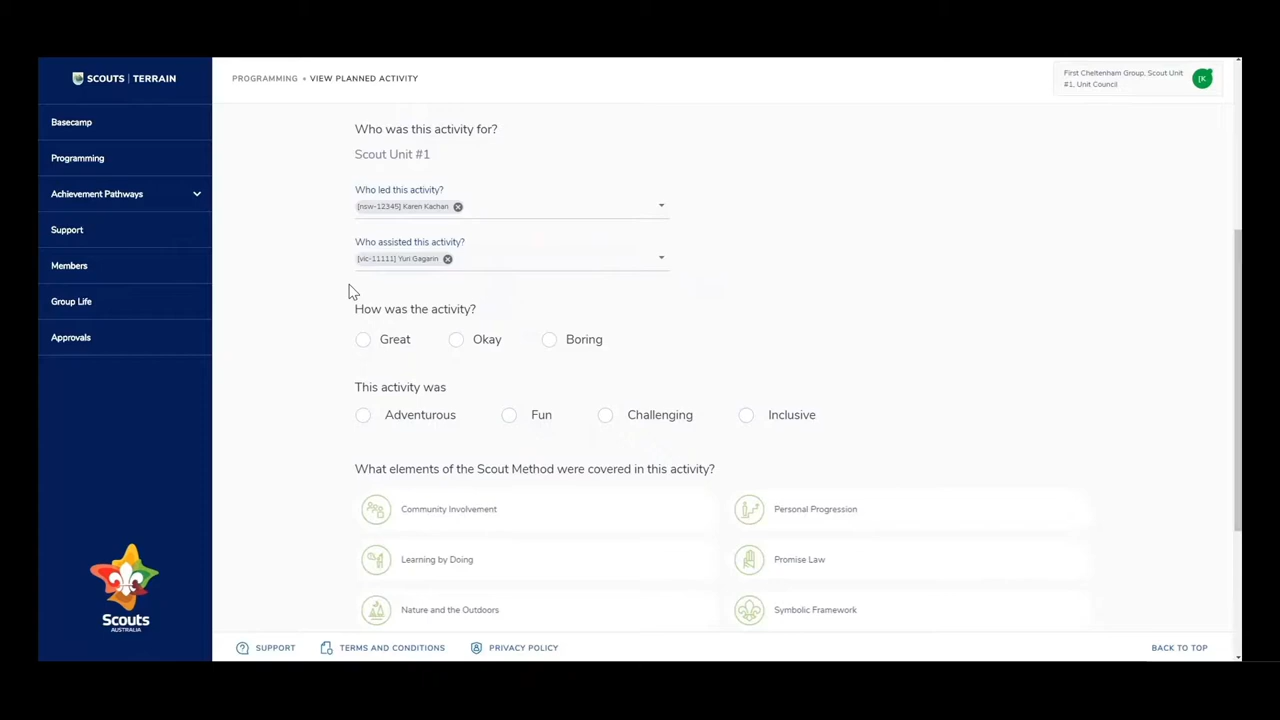 SCOUTS | TERRAIN
PROGRAMMING • VIEW PLANNED ACTIVITY
First Cheltenham Group, Scout Unit
#1, Unit Council
[K
Basecamp
Programming
Achievement Pathways
Support
Members
Group Life
Approvals
Scouts
AUSTRALIA
Who was this activity for?
Scout Unit #1
Who led this activity?
[nsw-12345] Karen Kachari
Who assisted this activity?
[vic-11111] Yuri Gagarin
How was the activity?
Great Okay Boring
This activity was
Adventurous Fun Challenging Inclusive
What elements of the Scout Method were covered in this activity?
Community Involvement Personal Progression
Learning by Doing Promise Law
Nature and the Outdoors Symbolic Framework
SUPPORT TERMS AND CONDITIONS PRIVACY POLICY BACK TO TOP